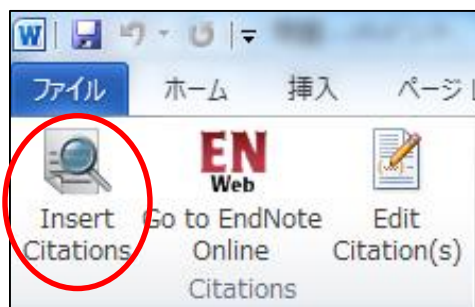 W
ファイル ホーム 挿入 ページ
EN
Web
Insert Citations Go to EndNote Online Edit Citation(s)
Citations